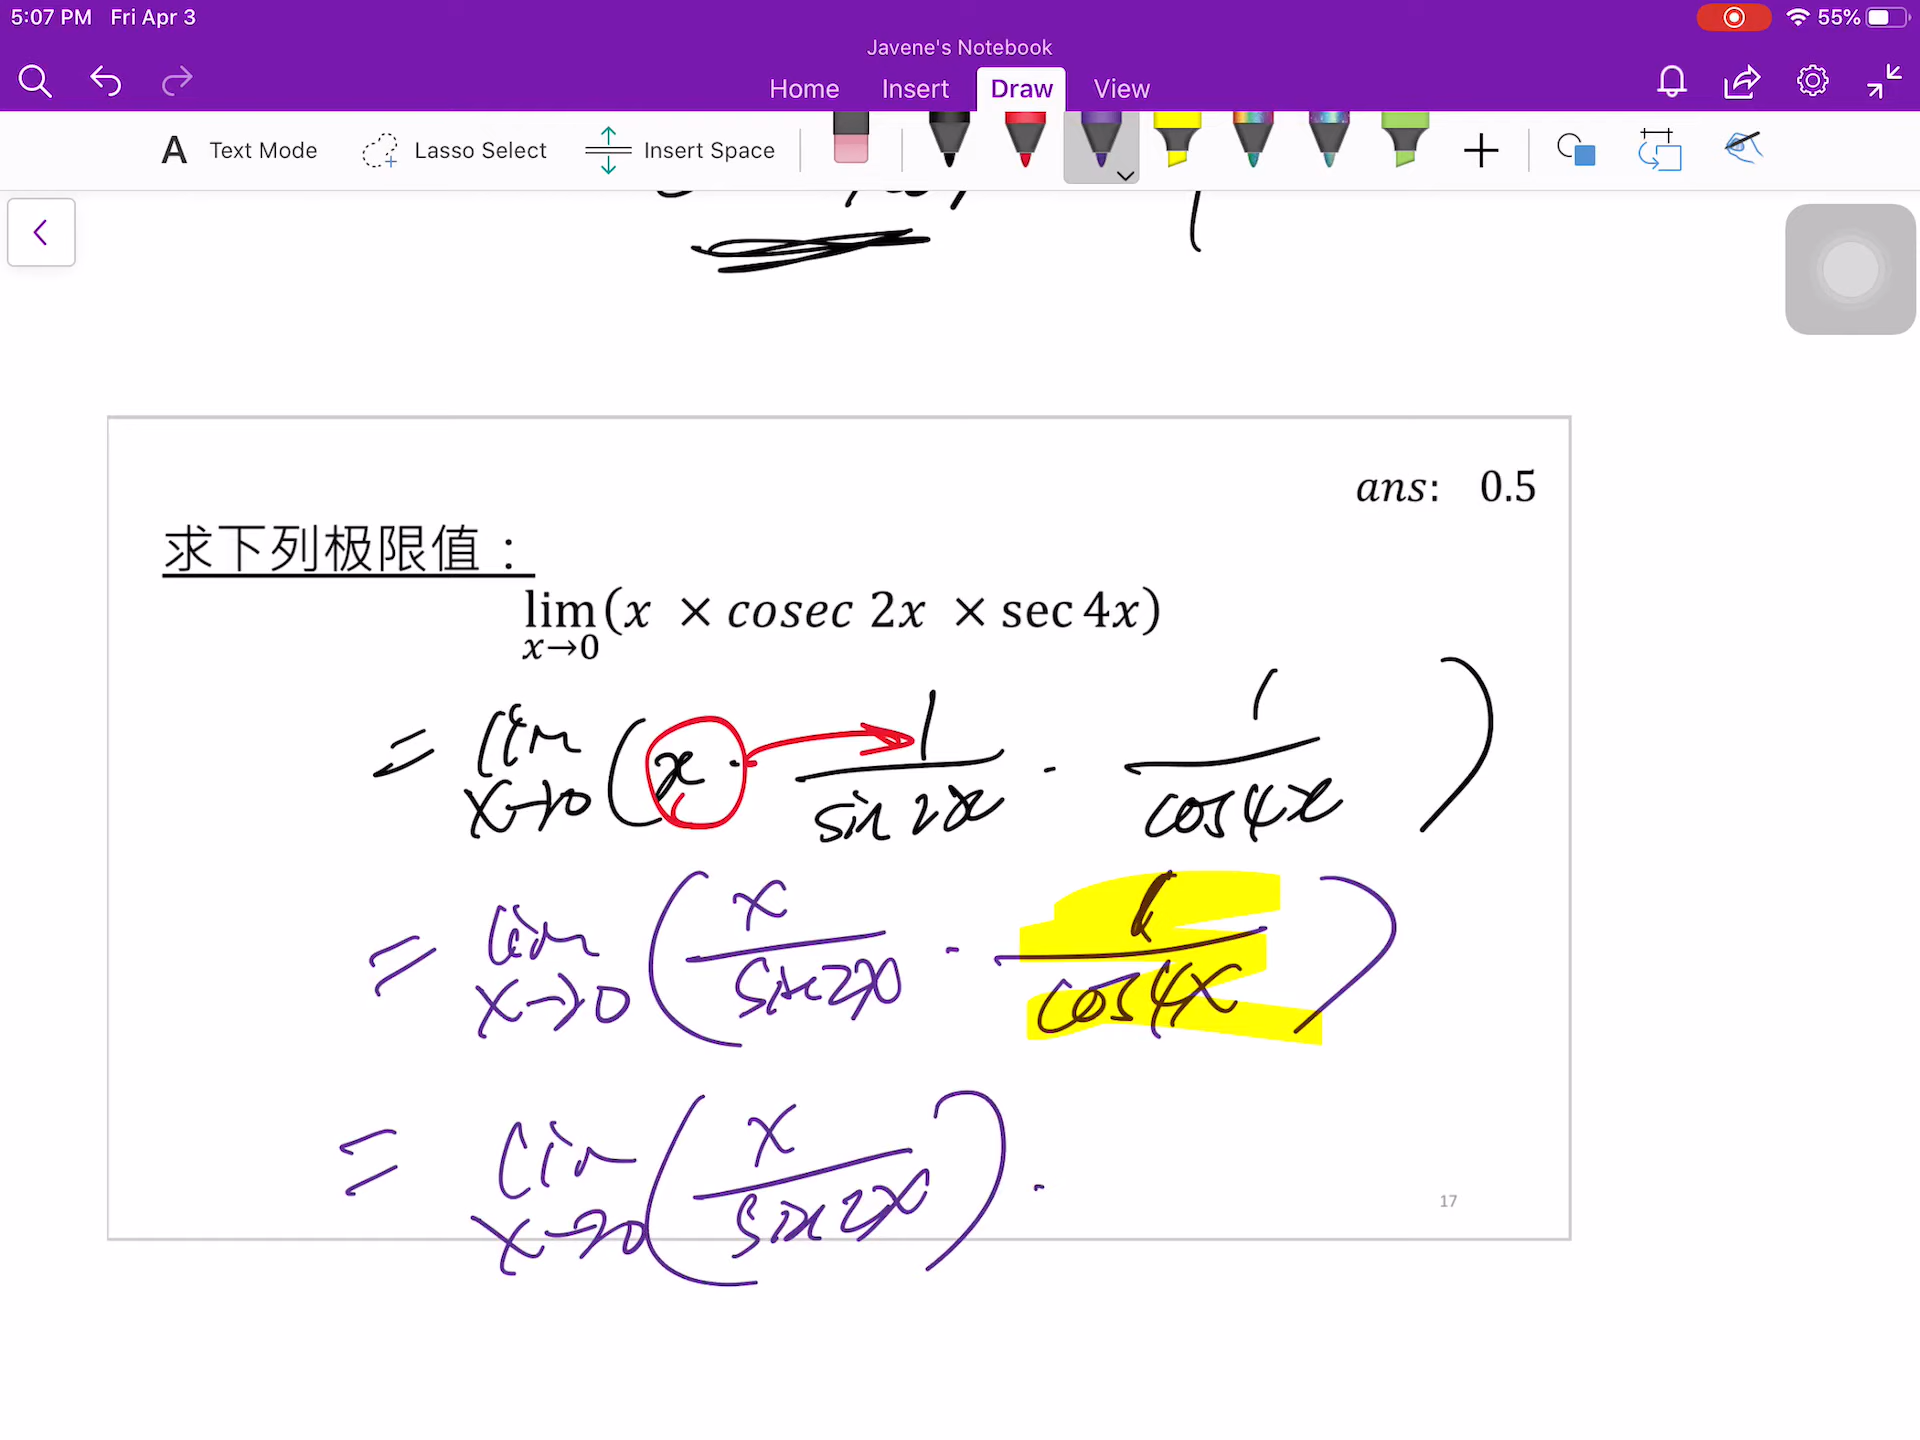 5:07 PM Fri Apr 3
55%
Javene's Notebook
Home Insert Draw View
A Text Mode Lasso Select Insert Space
ans: 0.5
求下列极限值：
lim x→0 (x × cosec 2x × sec 4x)
= lim x→0 (x · 1/sin 2x · 1/cos 4x)
= lim x→0 (x/sin 2x · 1/cos 4x)
= lim x→0 (x/sin 2x) ·
17